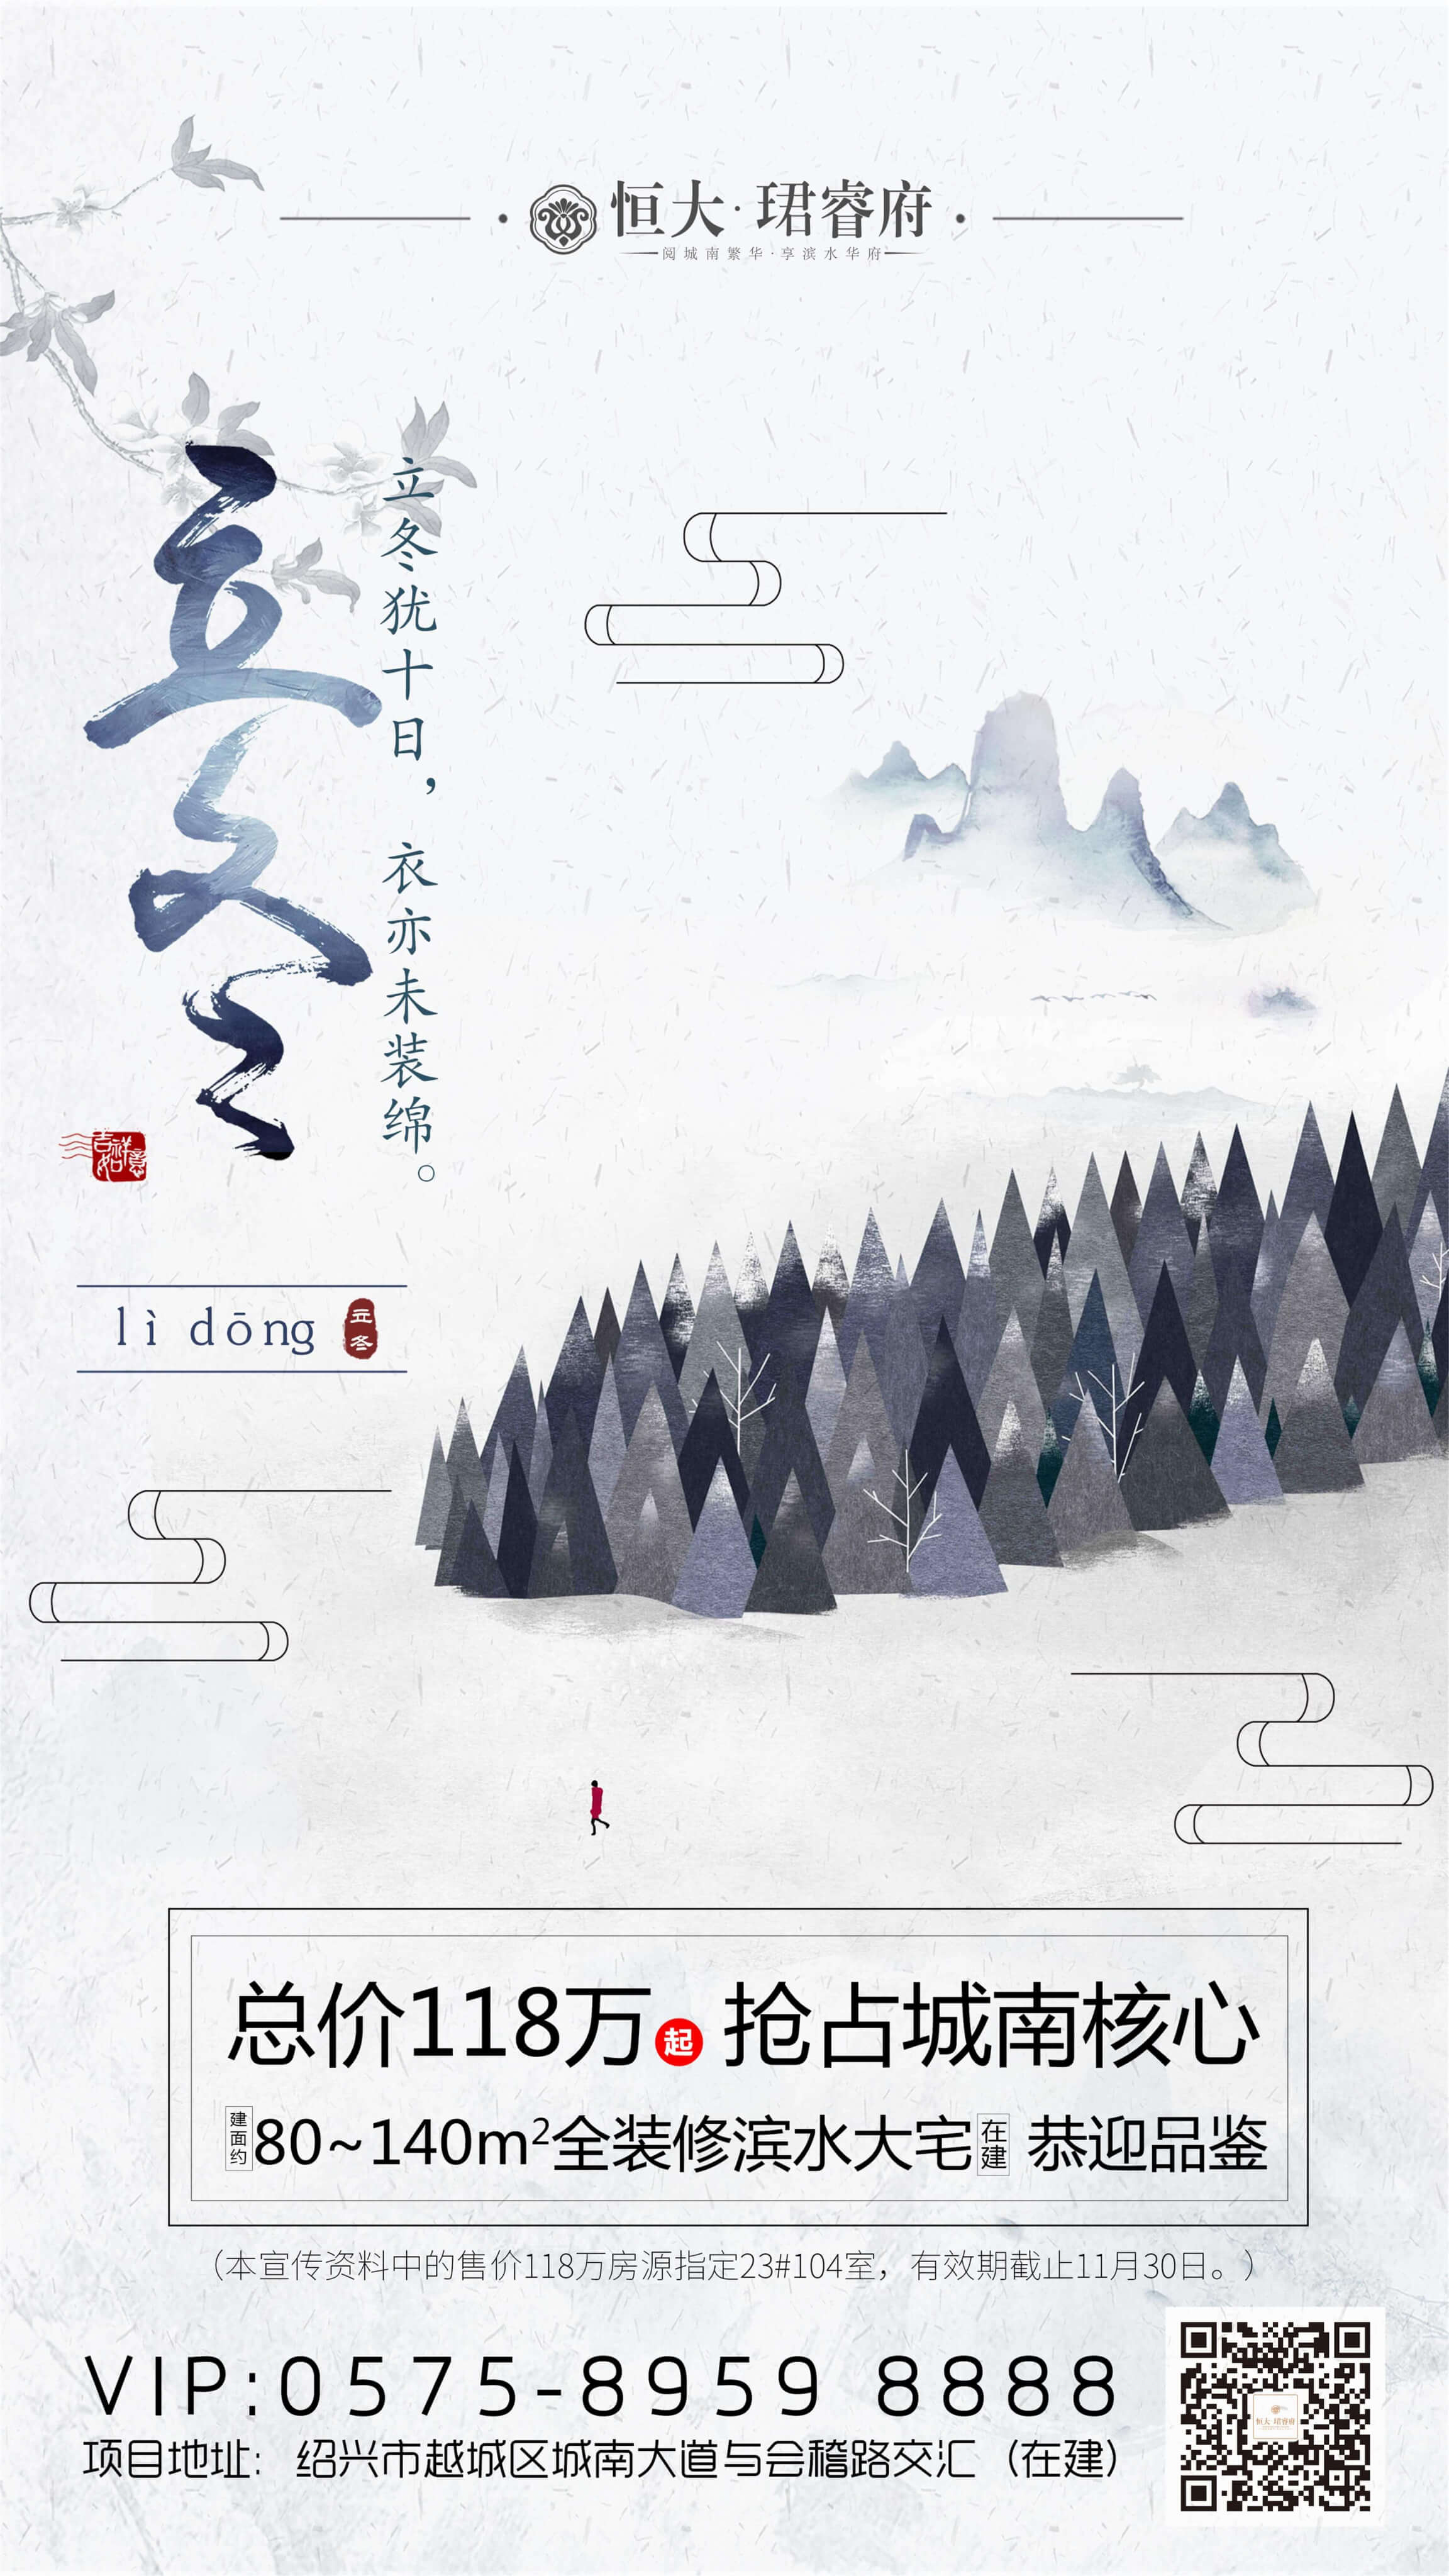 恒大·珺睿府
阅城南繁华·享滨水华府
立冬
立冬犹十日，衣亦未装绵。
吉祥如意
lì dōng
立冬
总价118万起 抢占城南核心
建面约80~140m²全装修滨水大宅在建 恭迎品鉴
（本宣传资料中的售价118万房源指定23#104室，有效期截止11月30日。）
VIP:0575-8959 8888
项目地址：绍兴市越城区城南大道与会稽路交汇（在建）
恒大·珺睿府